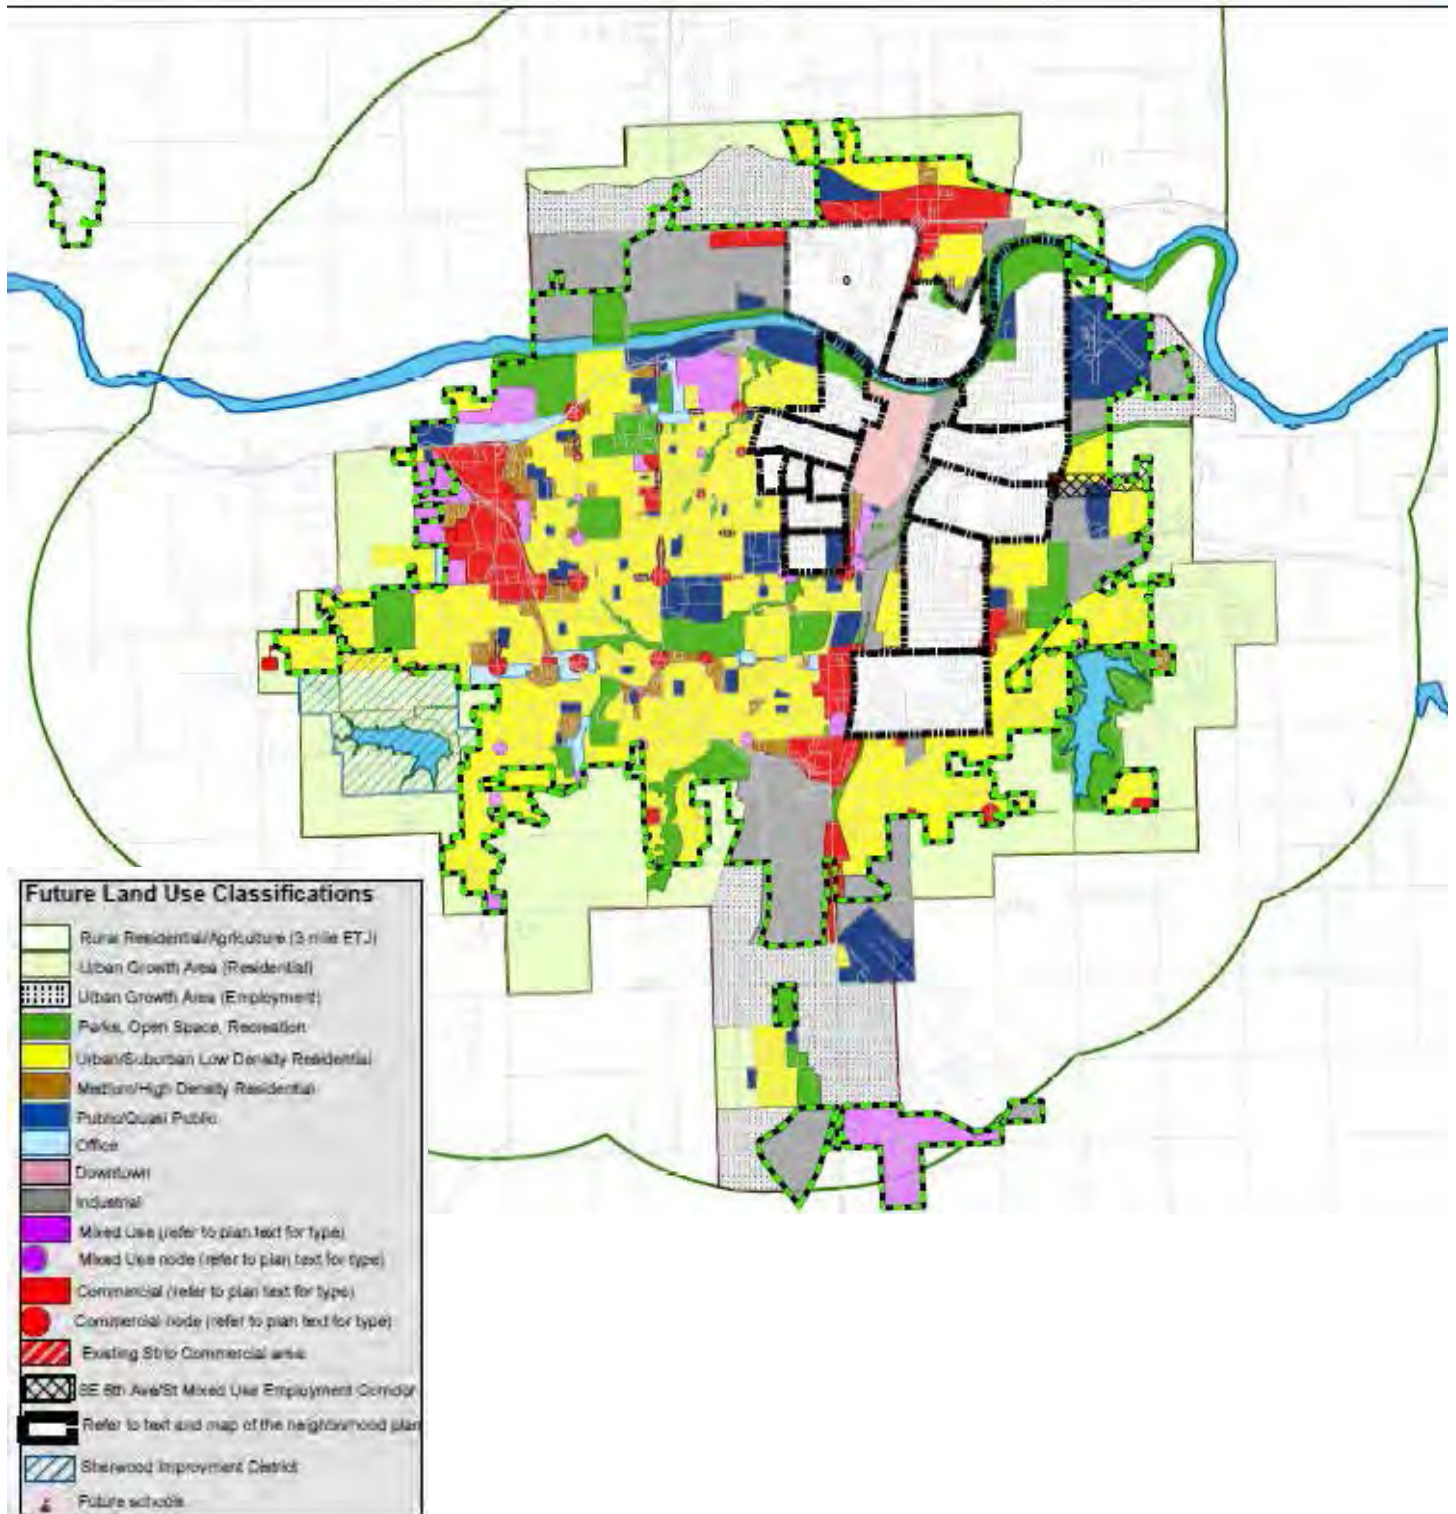 Future Land Use Classifications
Rural Residential/Agriculture (3 mile ETJ)
Urban Growth Area (Residential)
Urban Growth Area (Employment)
Parks, Open Space, Recreation
Urban/Suburban Low Density Residential
Medium/High Density Residential
Public/Quasi Public
Office
Downtown
Industrial
Mixed Use (refer to plan text for type)
Mixed Use node (refer to plan text for type)
Commercial (refer to plan text for type)
Commercial node (refer to plan text for type)
Existing Strip Commercial area
SE 6th Ave/St Mixed Use Employment Corridor
Refer to text and map of the neighborhood plan
Sherwood Improvment District
Future schools